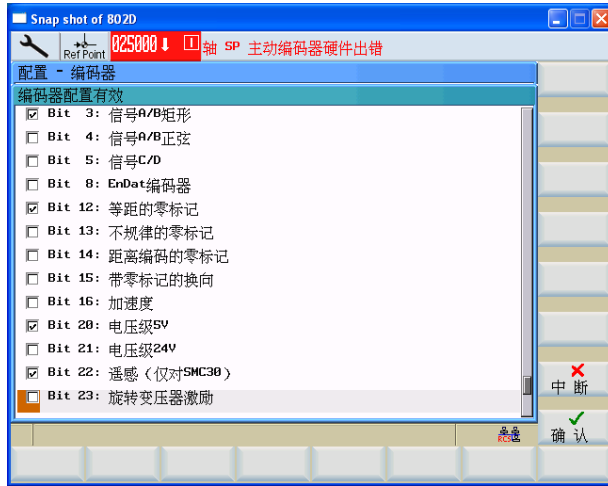 Snap shot of 802D
Ref Point 025000 轴 SP 主动编码器硬件出错
配置 - 编码器
编码器配置有效
Bit 3: 信号A/B矩形
Bit 4: 信号A/B正弦
Bit 5: 信号C/D
Bit 8: EnDat编码器
Bit 12: 等距的零标记
Bit 13: 不规律的零标记
Bit 14: 距离编码的零标记
Bit 15: 带零标记的换向
Bit 16: 加速度
Bit 20: 电压级5V
Bit 21: 电压级24V
Bit 22: 遥感（仅对SMC30）
Bit 23: 旋转变压器激励
中断
RCS
确认